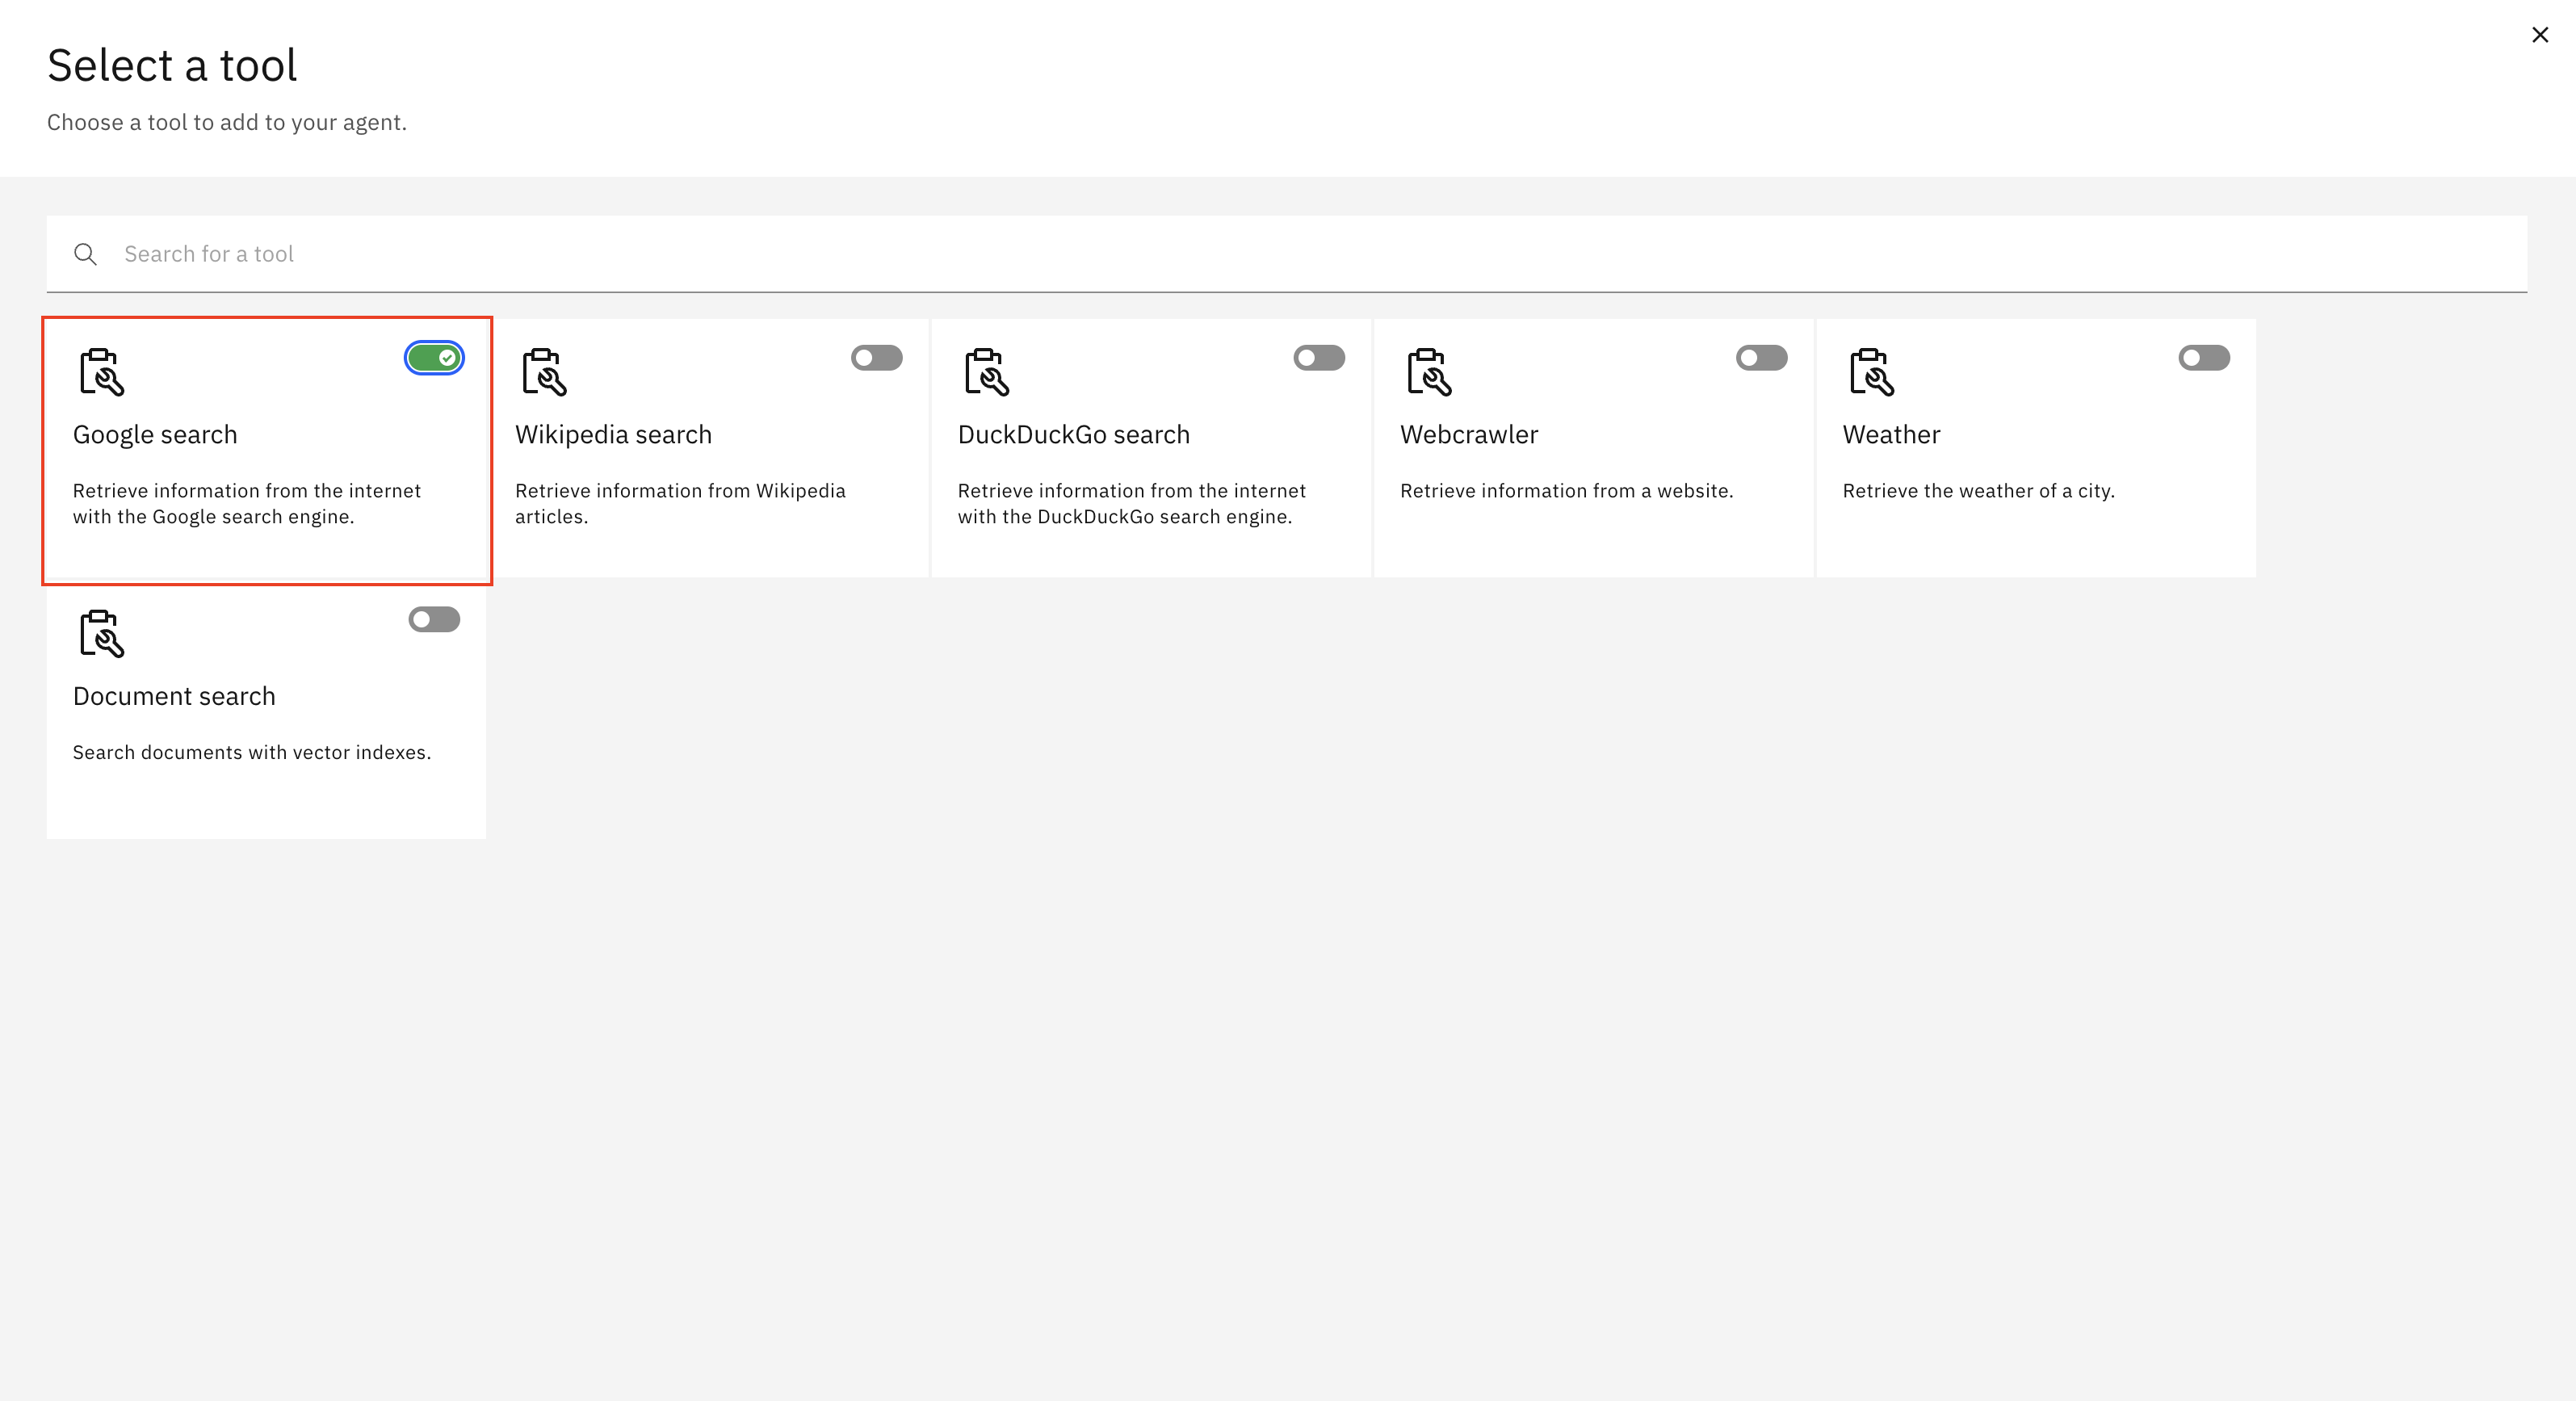 Select a tool
Choose a tool to add to your agent.
Search for a tool
Google search
Retrieve information from the internet
with the Google search engine.
Wikipedia search
Retrieve information from Wikipedia
articles.
DuckDuckGo search
Retrieve information from the internet
with the DuckDuckGo search engine.
Webcrawler
Retrieve information from a website.
Weather
Retrieve the weather of a city.
Document search
Search documents with vector indexes.